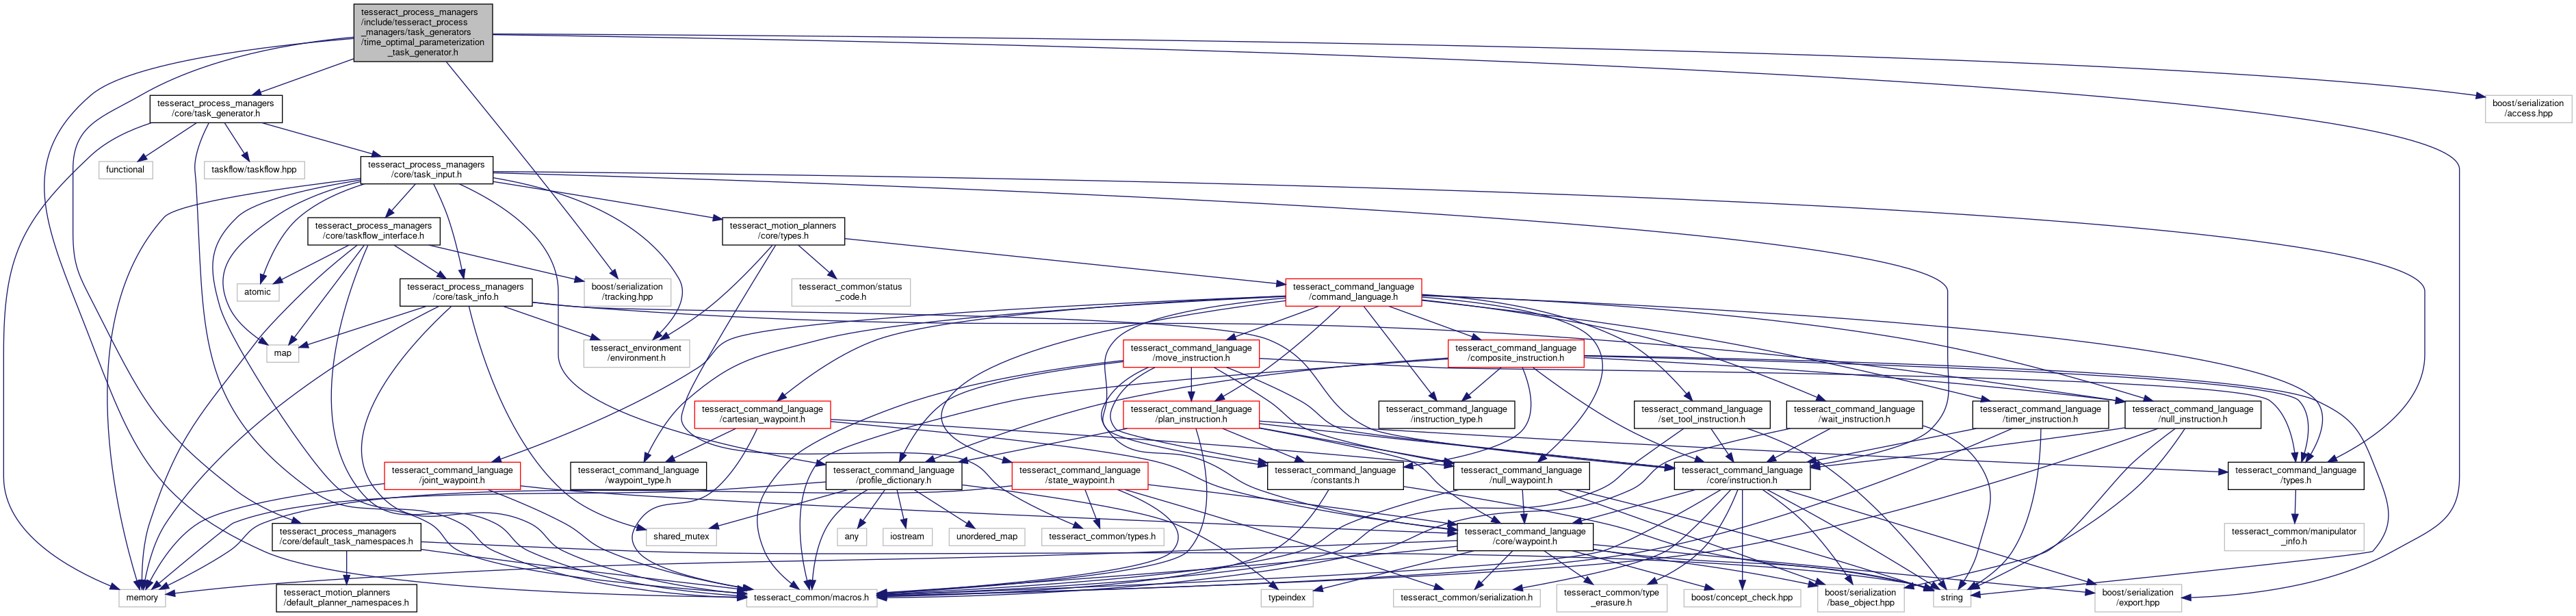 tesseract_process_managers
/include/tesseract_process
_managers/task_generators
/time_optimal_parameterization
_task_generator.h
tesseract_process_managers
/core/task_generator.h
boost/serialization
/access.hpp
functional
taskflow/taskflow.hpp
tesseract_process_managers
/core/task_input.h
tesseract_process_managers
/core/taskflow_interface.h
tesseract_motion_planners
/core/types.h
atomic
tesseract_process_managers
/core/task_info.h
boost/serialization
/tracking.hpp
tesseract_common/status
_code.h
tesseract_command_language
/command_language.h
map
tesseract_environment
/environment.h
tesseract_command_language
/move_instruction.h
tesseract_command_language
/composite_instruction.h
tesseract_command_language
/cartesian_waypoint.h
tesseract_command_language
/plan_instruction.h
tesseract_command_language
/instruction_type.h
tesseract_command_language
/set_tool_instruction.h
tesseract_command_language
/wait_instruction.h
tesseract_command_language
/timer_instruction.h
tesseract_command_language
/null_instruction.h
tesseract_command_language
/joint_waypoint.h
tesseract_command_language
/waypoint_type.h
tesseract_command_language
/profile_dictionary.h
tesseract_command_language
/state_waypoint.h
tesseract_command_language
/constants.h
tesseract_command_language
/null_waypoint.h
tesseract_command_language
/core/instruction.h
tesseract_command_language
/types.h
tesseract_process_managers
/core/default_task_namespaces.h
shared_mutex
any
iostream
unordered_map
tesseract_common/types.h
tesseract_command_language
/core/waypoint.h
tesseract_common/manipulator
_info.h
memory
tesseract_motion_planners
/default_planner_namespaces.h
tesseract_common/macros.h
typeindex
tesseract_common/serialization.h
tesseract_common/type
_erasure.h
boost/concept_check.hpp
boost/serialization
/base_object.hpp
string
boost/serialization
/export.hpp